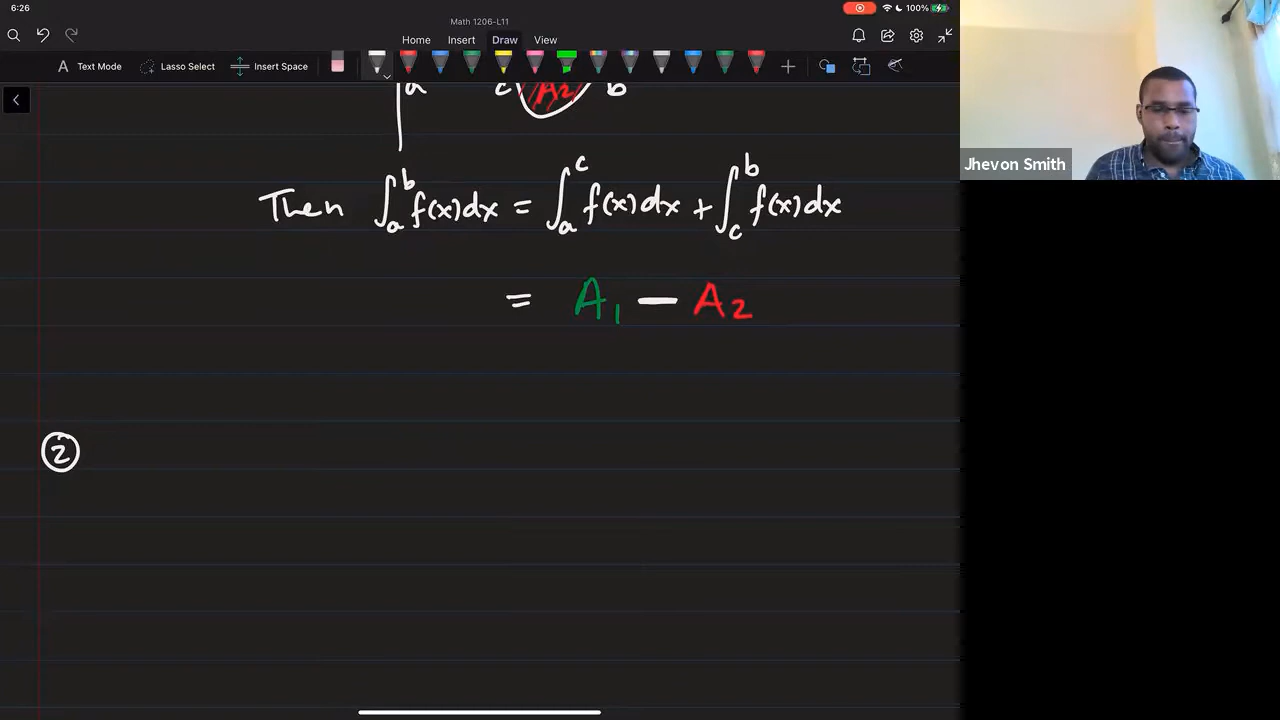 6:26
100%
Math 1206-L11
Home Insert Draw View
Text Mode Lasso Select Insert Space
a c A2 b
Then ∫_a^b f(x)dx = ∫_a^c f(x)dx + ∫_c^b f(x)dx
= A₁ — A₂
②
Jhevon Smith